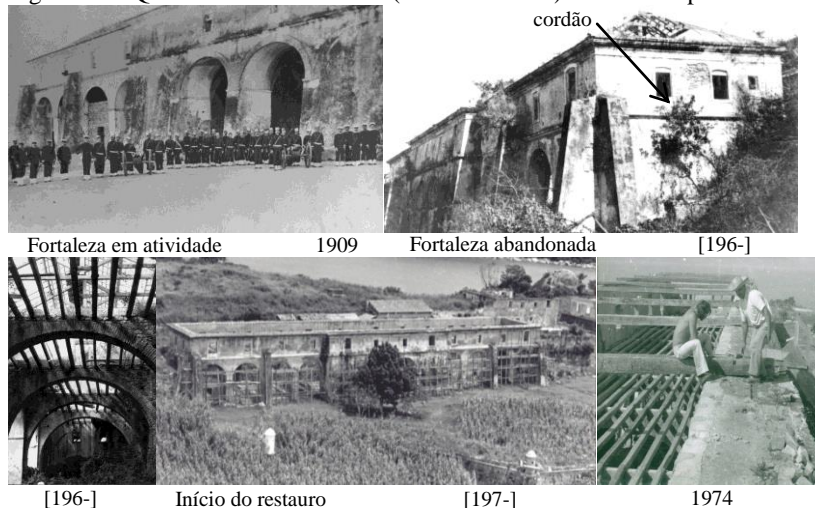 cordão
Fortaleza em atividade 1909 Fortaleza abandonada [196-]
[196-] Início do restauro [197-] 1974